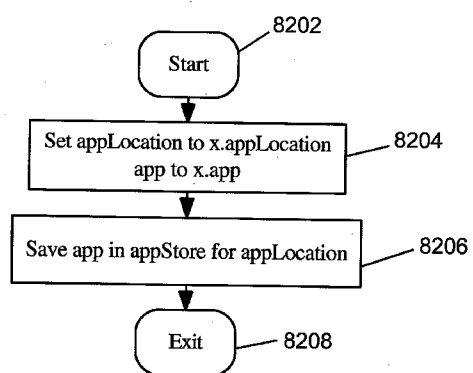 8202
Start
Set appLocation to x.appLocation
app to x.app
8204
Save app in appStore for appLocation
8206
Exit
8208